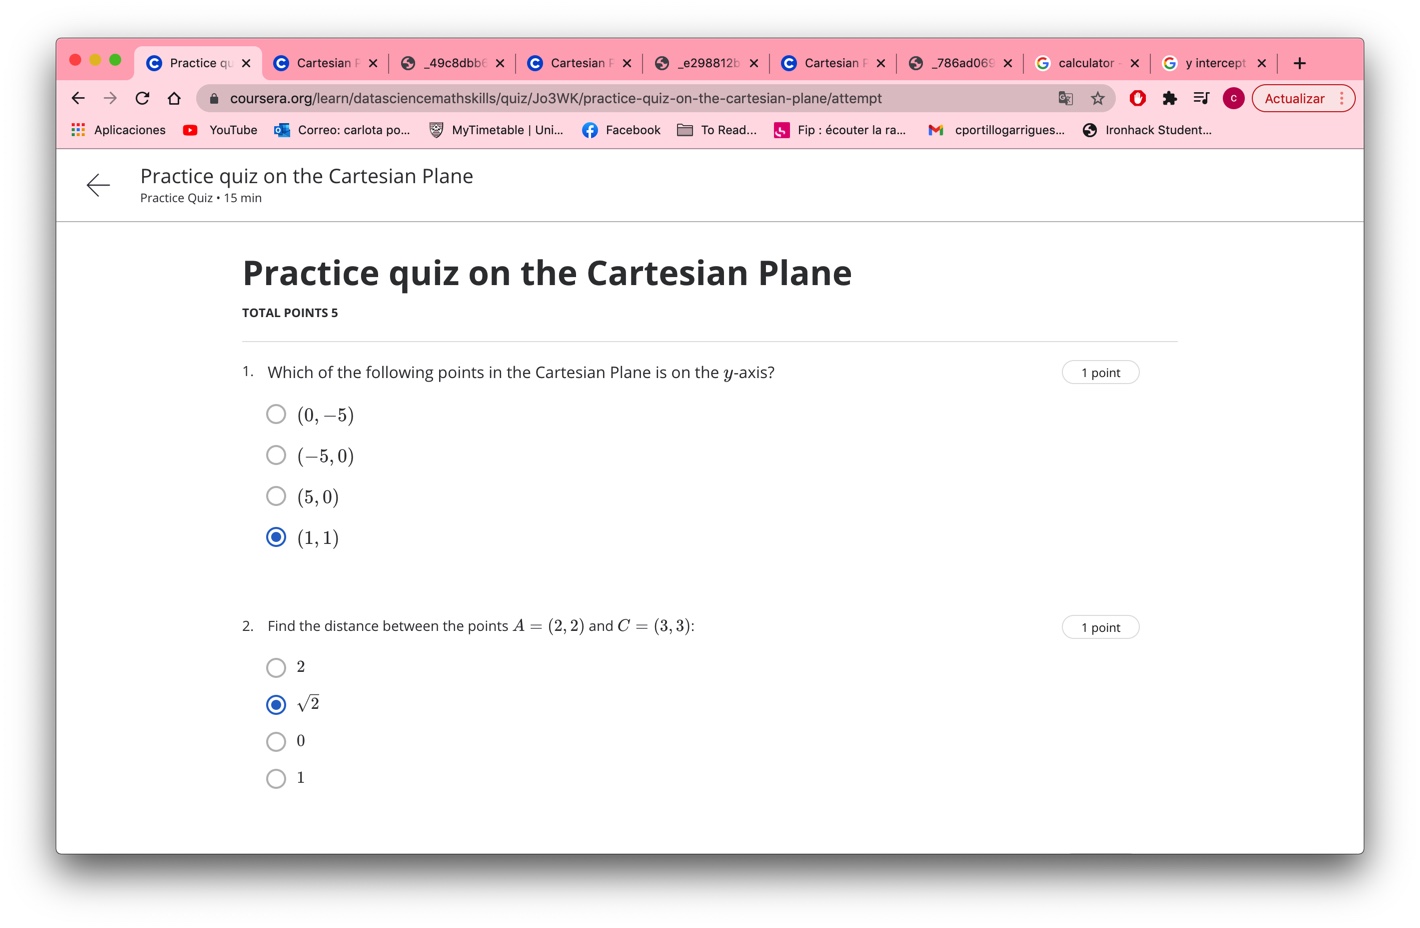 Practice qu
Cartesian P
_49c8dbb6
Cartesian P
_e298812b
Cartesian P
_786ad069
calculator
y intercept
coursera.org/learn/datasciencemathskills/quiz/Jo3WK/practice-quiz-on-the-cartesian-plane/attempt
C
Actualizar
Aplicaciones
YouTube
Correo: carlota po...
MyTimetable | Uni...
Facebook
To Read...
Fip : écouter la ra...
cportillogarrigues...
Ironhack Student...
Practice quiz on the Cartesian Plane
Practice Quiz • 15 min
Practice quiz on the Cartesian Plane
TOTAL POINTS 5
1. Which of the following points in the Cartesian Plane is on the y-axis?
1 point
(0, −5)
(−5, 0)
(5, 0)
(1, 1)
2. Find the distance between the points A = (2, 2) and C = (3, 3):
1 point
2
√2
0
1